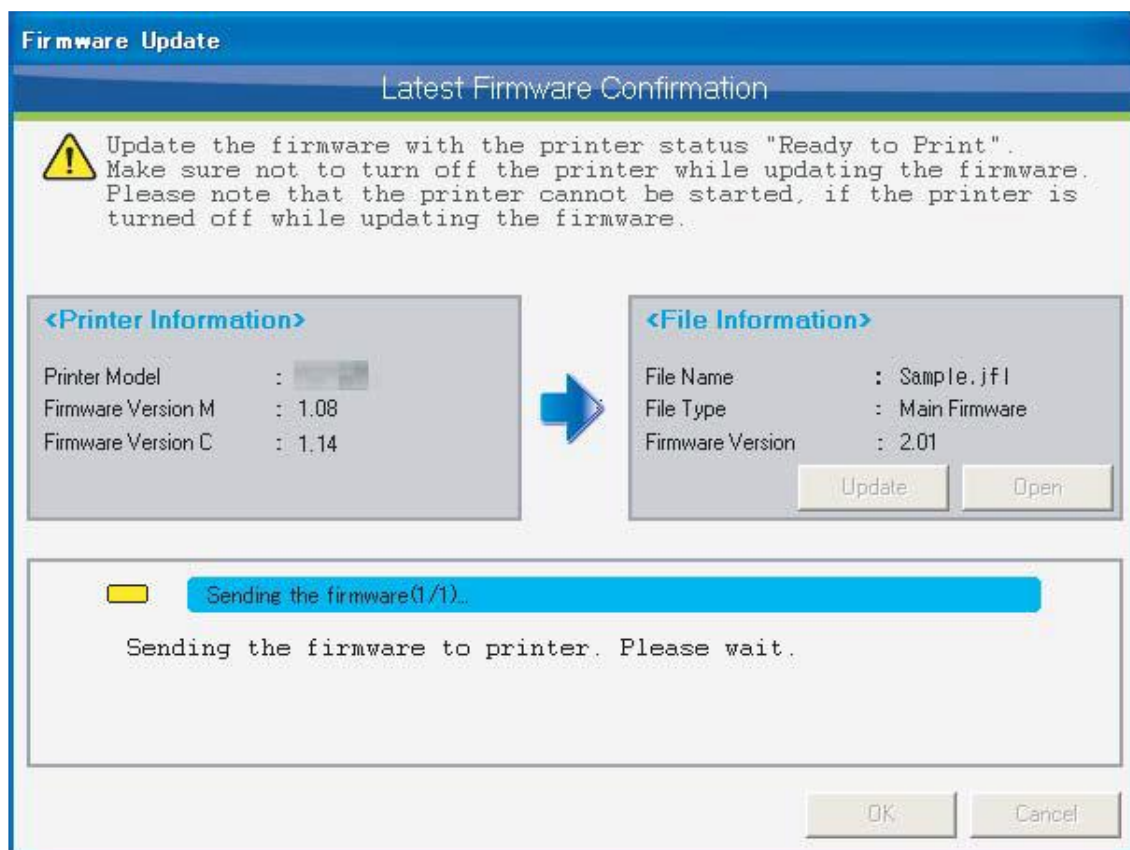 Firmware Update
Latest Firmware Confirmation
Update the firmware with the printer status "Ready to Print".
Make sure not to turn off the printer while updating the firmware.
Please note that the printer cannot be started, if the printer is
turned off while updating the firmware.
<Printer Information>
Printer Model :
Firmware Version M : 1.08
Firmware Version C : 1.14
<File Information>
File Name : Sample.jfl
File Type : Main Firmware
Firmware Version : 2.01
Update Open
Sending the firmware(1/1)...
Sending the firmware to printer. Please wait.
OK Cancel